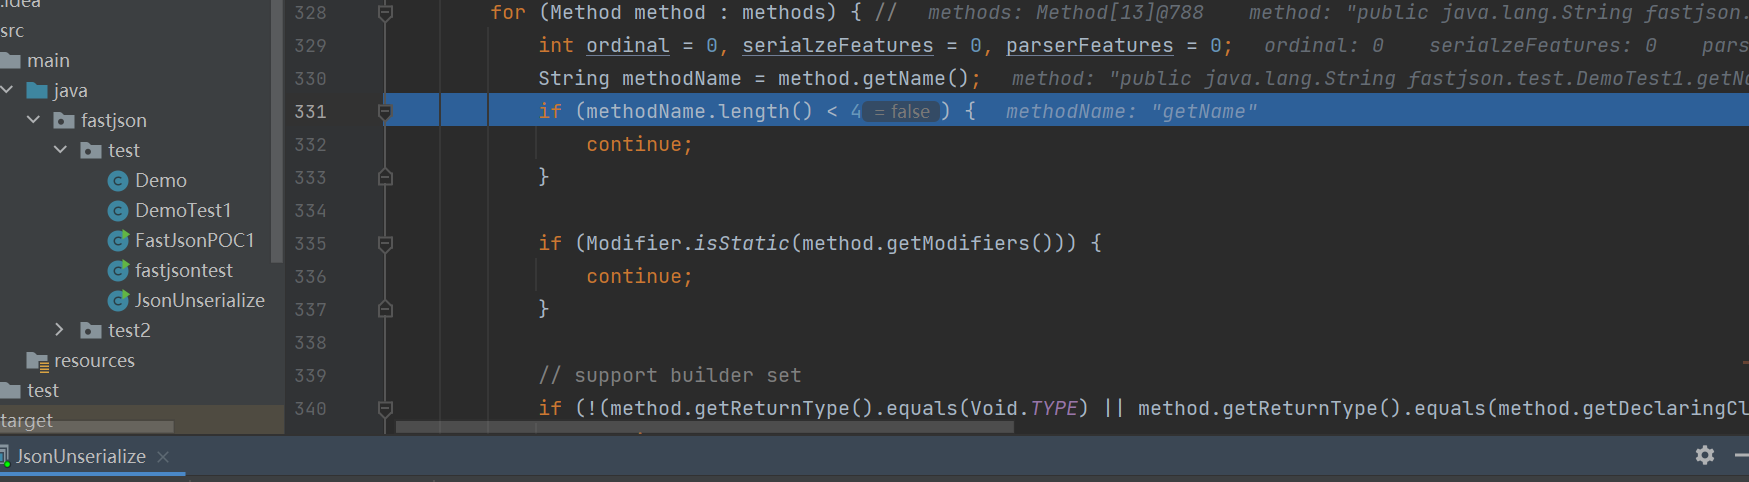 .idea
src
main
java
fastjson
test
Demo
DemoTest1
FastJsonPOC1
fastjsontest
JsonUnserialize
test2
resources
test
target
328 for (Method method : methods) { // methods: Method[13]@788 method: "public java.lang.String fastjson.
329 int ordinal = 0, serialzeFeatures = 0, parserFeatures = 0; ordinal: 0 serialzeFeatures: 0 pars
330 String methodName = method.getName(); method: "public java.lang.String fastjson.test.DemoTest1.getNa
331 if (methodName.length() < 4 = false ) { methodName: "getName"
332 continue;
333 }
334
335 if (Modifier.isStatic(method.getModifiers())) {
336 continue;
337 }
338
339 // support builder set
340 if (!(method.getReturnType().equals(Void.TYPE) || method.getReturnType().equals(method.getDeclaringCl
JsonUnserialize